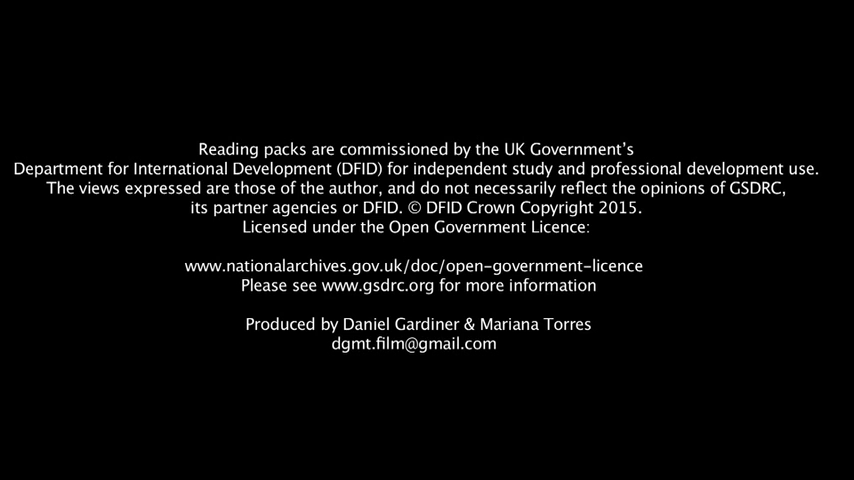 Reading packs are commissioned by the UK Government's
Department for International Development (DFID) for independent study and professional development use.
The views expressed are those of the author, and do not necessarily reflect the opinions of GSDRC,
its partner agencies or DFID. © DFID Crown Copyright 2015.
Licensed under the Open Government Licence:
www.nationalarchives.gov.uk/doc/open-government-licence
Please see www.gsdrc.org for more information
Produced by Daniel Gardiner & Mariana Torres
dgmt.film@gmail.com